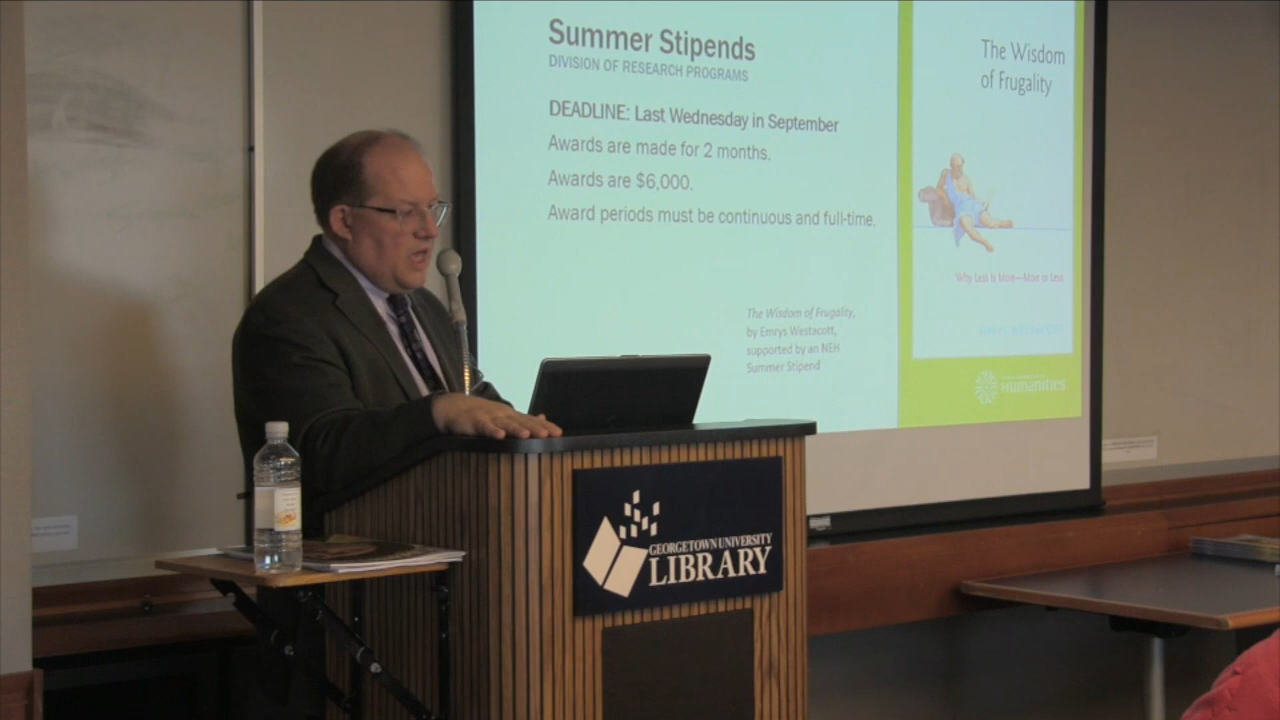 Summer Stipends
DIVISION OF RESEARCH PROGRAMS
DEADLINE: Last Wednesday in September
Awards are made for 2 months.
Awards are $6,000.
Award periods must be continuous and full-time.
The Wisdom of Frugality,
by Emrys Westacott,
supported by an NEH
Summer Stipend
The Wisdom
of Frugality
Why Less Is More—More or Less
Humanities
GEORGETOWN UNIVERSITY
LIBRARY